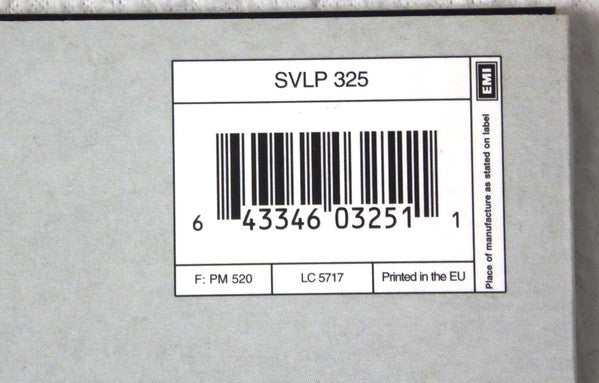 SVLP 325
6 43346 03251 1
F: PM 520
LC 5717
Printed in the EU
EMI
Place of manufacture as stated on label